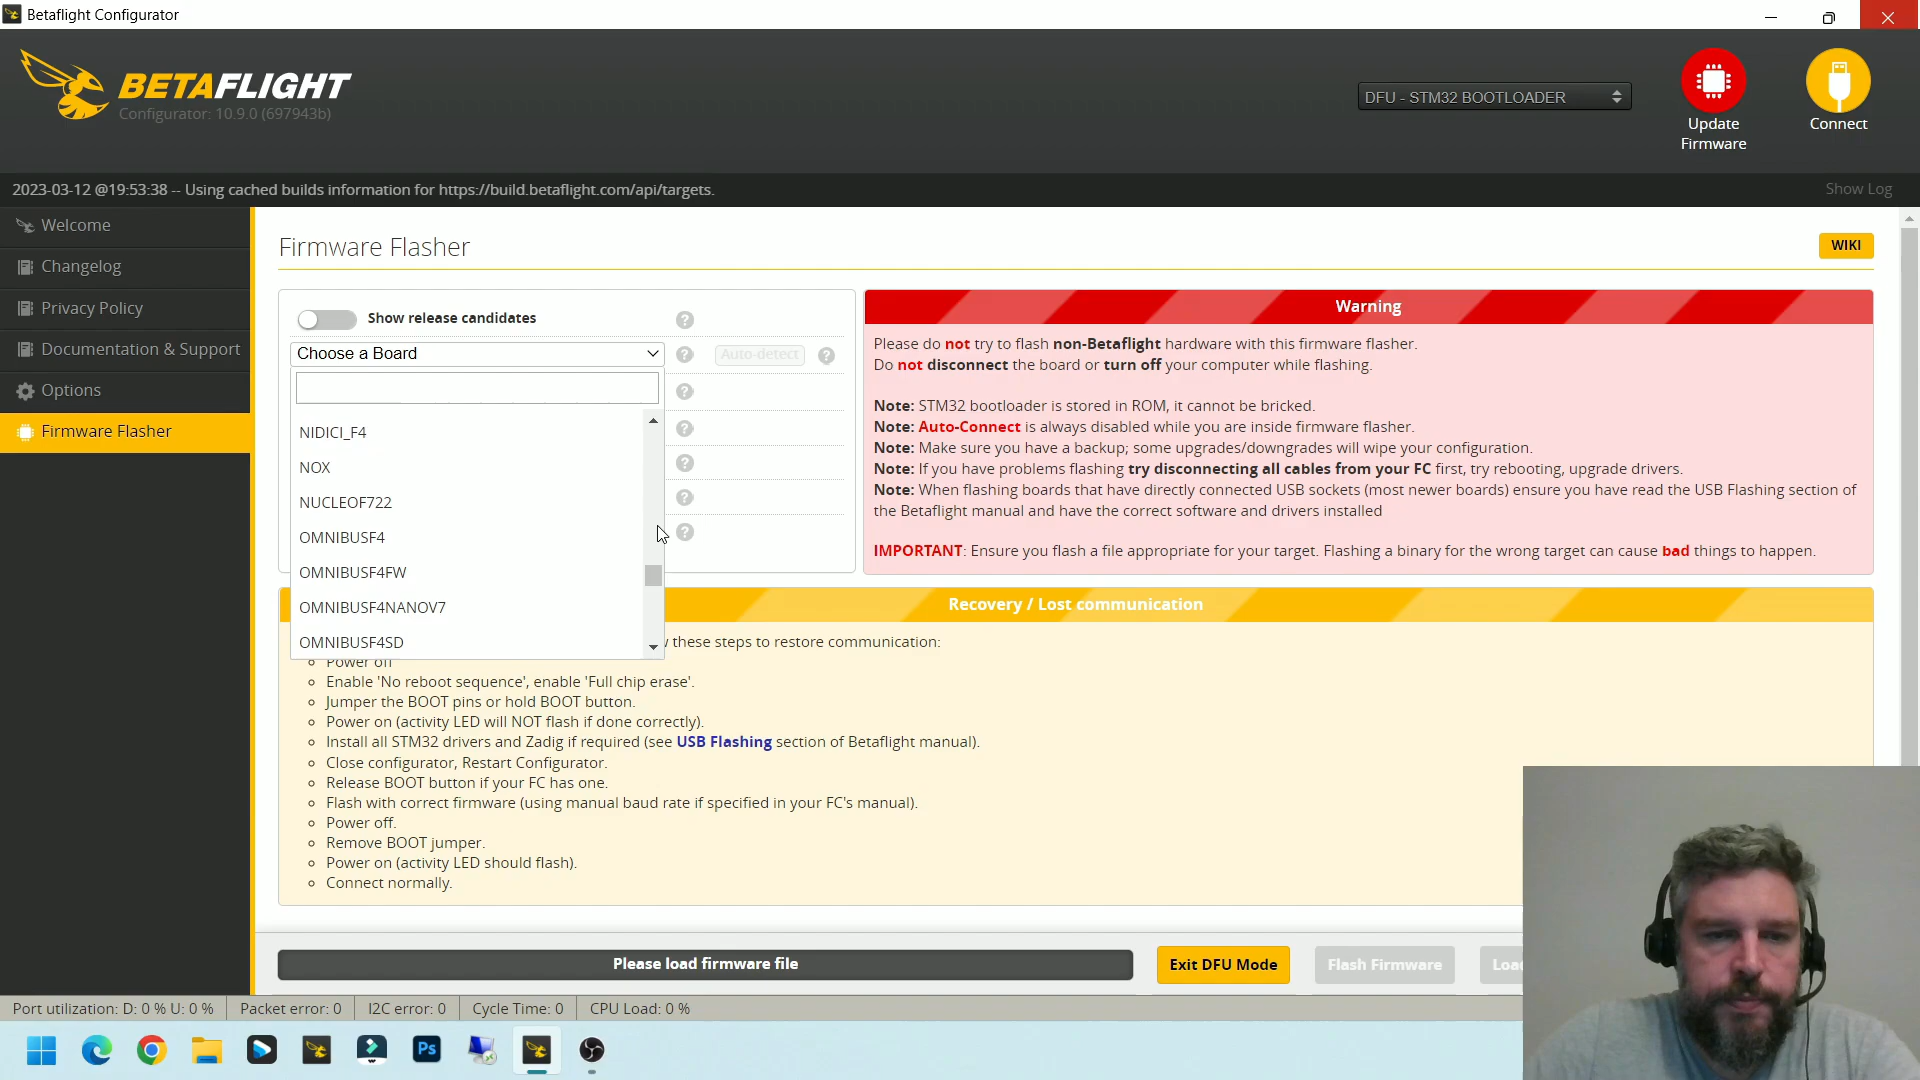 Betaflight Configurator
BETAFLIGHT
Configurator: 10.9.0 (697943b)
DFU - STM32 BOOTLOADER
Update
Firmware
Connect
2023-03-12 @19:53:38 -- Using cached builds information for https://build.betaflight.com/api/targets.
Show Log
Welcome
Changelog
Privacy Policy
Documentation & Support
Options
Firmware Flasher
Firmware Flasher
WIKI
Show release candidates
?
Choose a Board
?
Auto-detect
?
?
?
?
?
?
NIDICI_F4
NOX
NUCLEOF722
OMNIBUSF4
OMNIBUSF4FW
OMNIBUSF4NANOV7
OMNIBUSF4SD
Warning
Please do not try to flash non-Betaflight hardware with this firmware flasher.
Do not disconnect the board or turn off your computer while flashing.
Note: STM32 bootloader is stored in ROM, it cannot be bricked.
Note: Auto-Connect is always disabled while you are inside firmware flasher.
Note: Make sure you have a backup; some upgrades/downgrades will wipe your configuration.
Note: If you have problems flashing try disconnecting all cables from your FC first, try rebooting, upgrade drivers.
Note: When flashing boards that have directly connected USB sockets (most newer boards) ensure you have read the USB Flashing section of
the Betaflight manual and have the correct software and drivers installed
IMPORTANT: Ensure you flash a file appropriate for your target. Flashing a binary for the wrong target can cause bad things to happen.
Recovery / Lost communication
these steps to restore communication:
Power off
Enable 'No reboot sequence', enable 'Full chip erase'.
Jumper the BOOT pins or hold BOOT button.
Power on (activity LED will NOT flash if done correctly).
Install all STM32 drivers and Zadig if required (see USB Flashing section of Betaflight manual).
Close configurator, Restart Configurator.
Release BOOT button if your FC has one.
Flash with correct firmware (using manual baud rate if specified in your FC's manual).
Power off.
Remove BOOT jumper.
Power on (activity LED should flash).
Connect normally.
Please load firmware file
Exit DFU Mode
Flash Firmware
Loa
Port utilization: D: 0 % U: 0 %
Packet error: 0
I2C error: 0
Cycle Time: 0
CPU Load: 0 %
Ps